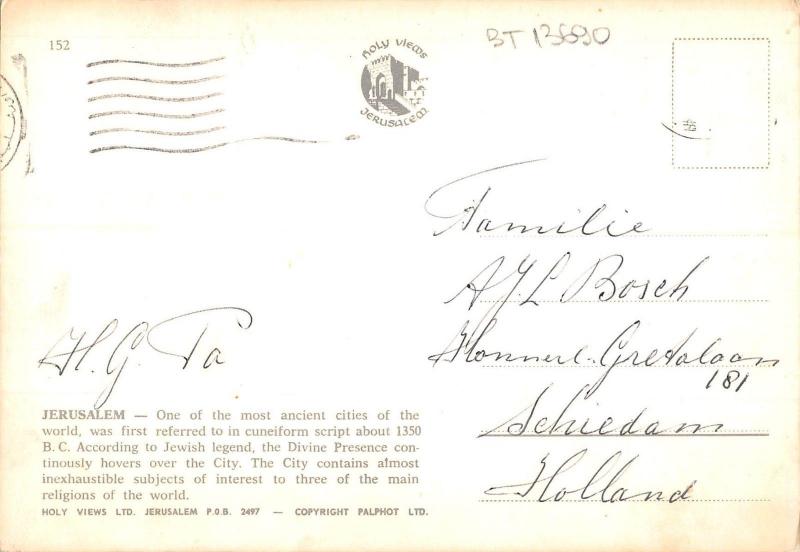 152
HOLY VIEWS
JERUSALEM
BT 13690
Familie
A.J.L Bosch
181
Schiedam
Holland
H. G. Pa
JERUSALEM — One of the most ancient cities of the
world, was first referred to in cuneiform script about 1350
B. C. According to Jewish legend, the Divine Presence con-
tinously hovers over the City. The City contains almost
inexhaustible subjects of interest to three of the main
religions of the world.
HOLY VIEWS LTD. JERUSALEM P.O.B. 2497 — COPYRIGHT PALPHOT LTD.